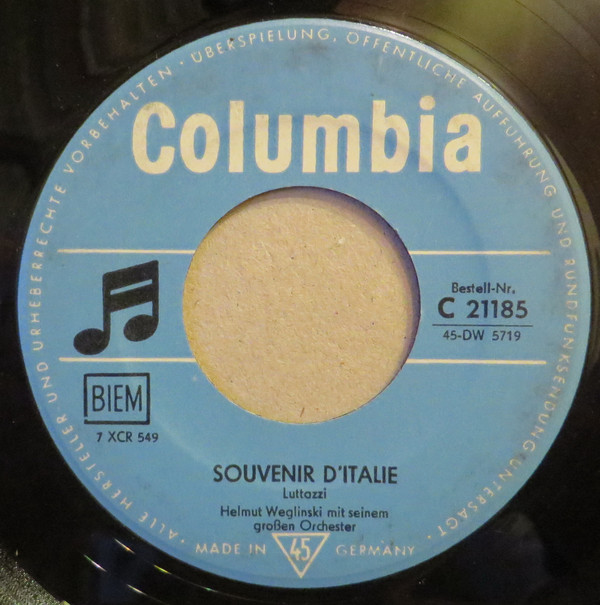 ALLE HERSTELLER UND URHEBERRECHTE VORBEHALTEN · ÜBERSPIELUNG, ÖFFENTLICHE AUFFÜHRUNG UND RUNDFUNKSENDUNG UNTERSAGT ·
Columbia
Bestell-Nr.
C 21185
45-DW 5719
BIEM
7 XCR 549
SOUVENIR D'ITALIE
Luttozzi
Helmut Weglinski mit seinem
großen Orchester
MADE IN 45 GERMANY